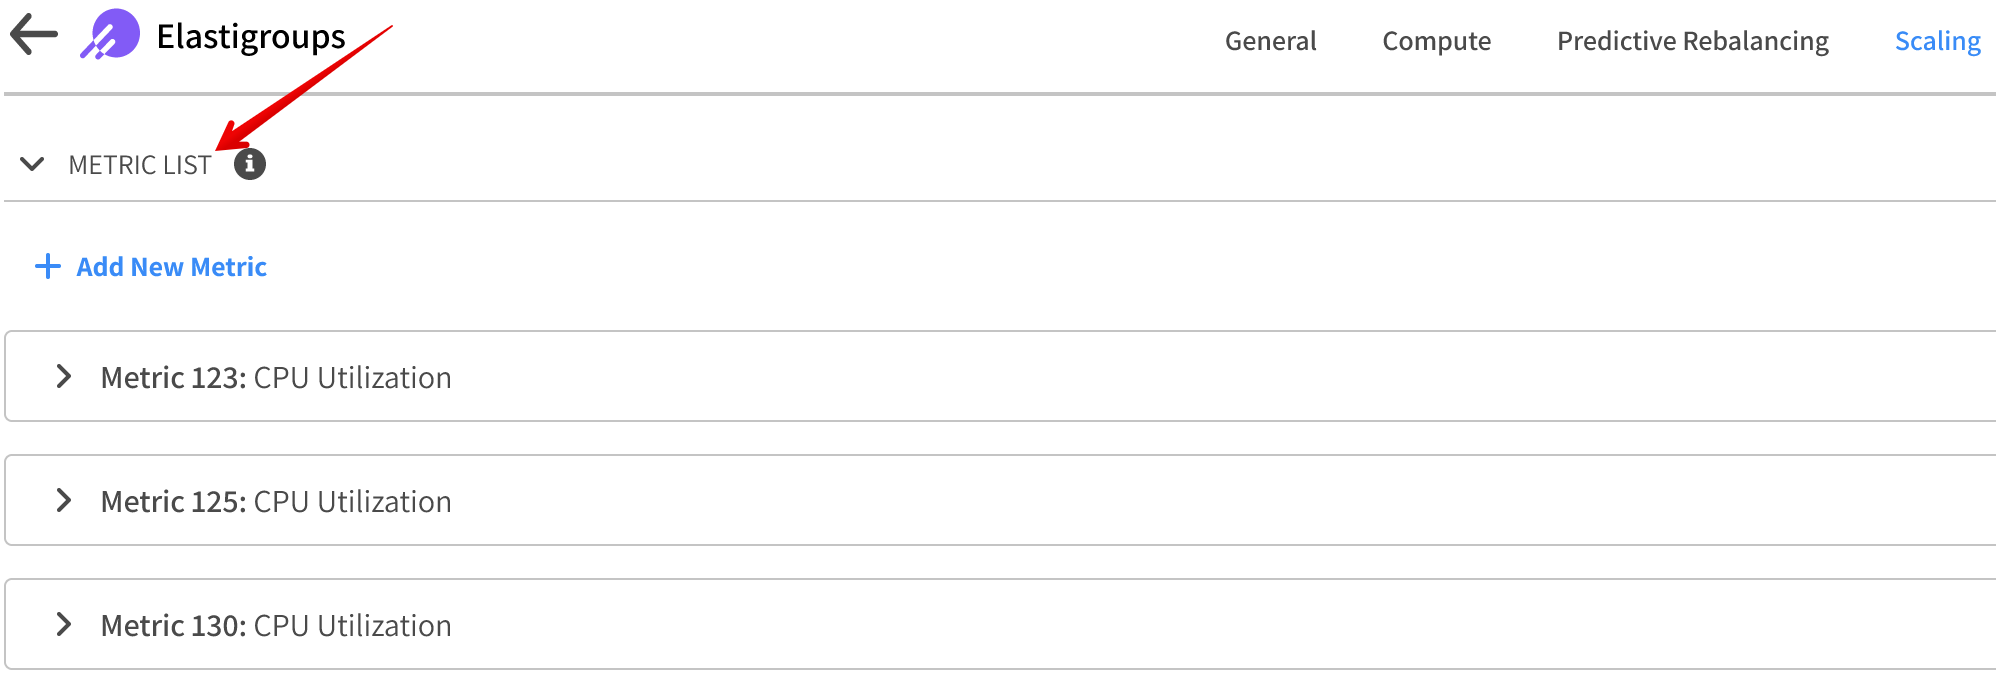 Elastigroups
General Compute Predictive Rebalancing Scaling
METRIC LIST
Add New Metric
Metric 123: CPU Utilization
Metric 125: CPU Utilization
Metric 130: CPU Utilization